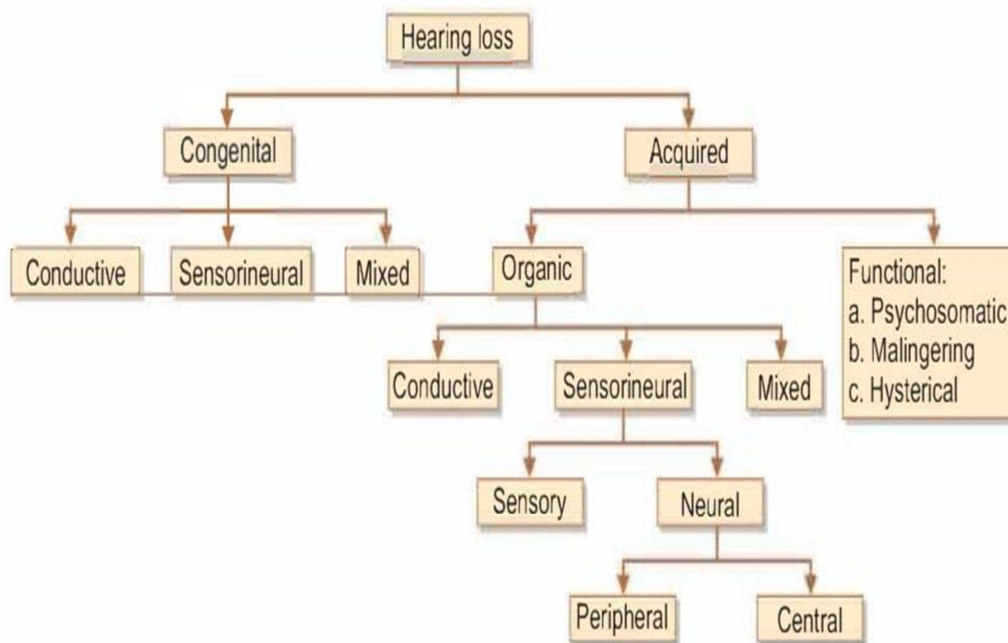 Hearing loss
Congenital
Acquired
Conductive
Sensorineural
Mixed
Organic
Functional:
a. Psychosomatic
b. Malingering
c. Hysterical
Conductive
Sensorineural
Mixed
Sensory
Neural
Peripheral
Central